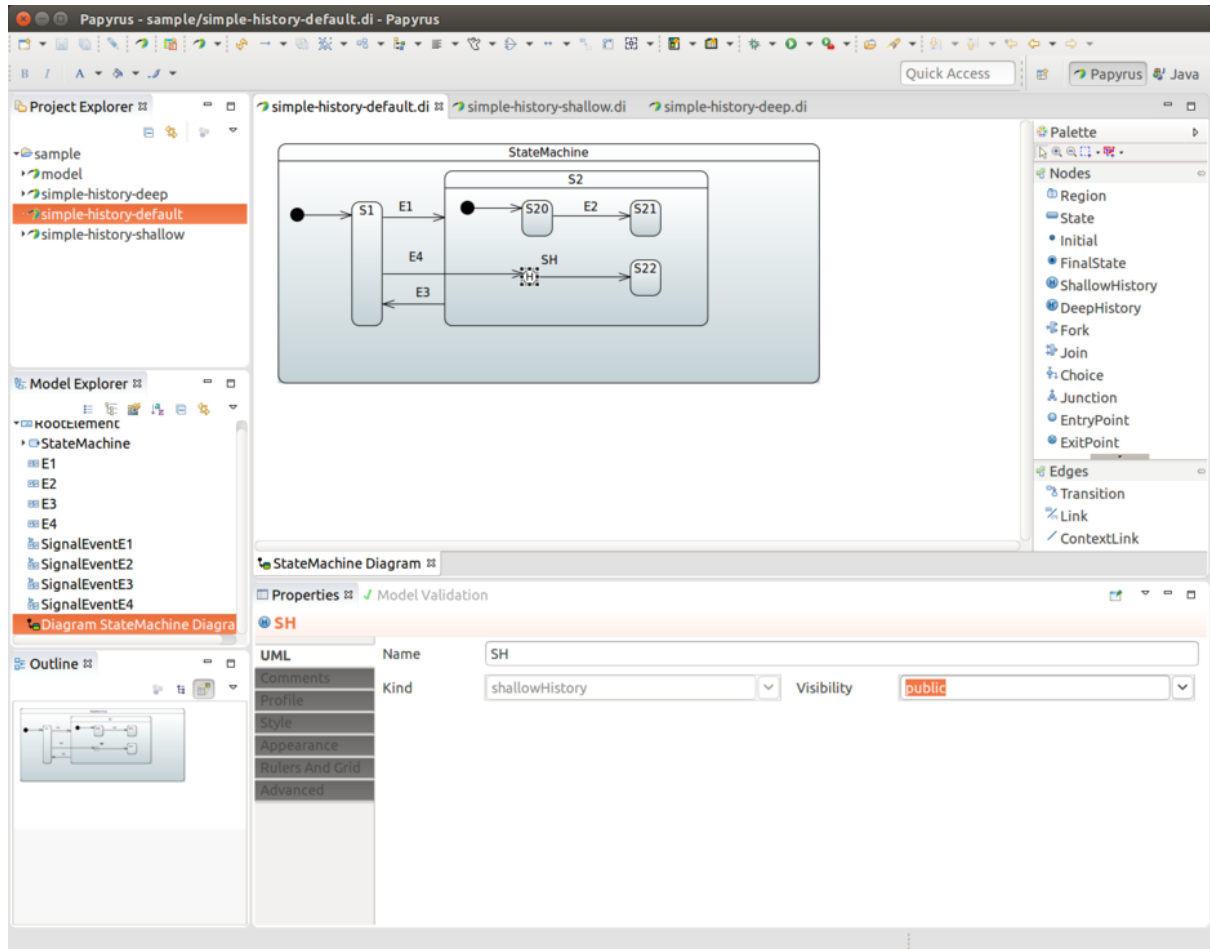 Papyrus - sample/simple-history-default.di - Papyrus
B I A
Quick Access
Papyrus
Java
Project Explorer
sample
model
simple-history-deep
simple-history-default
simple-history-shallow
simple-history-default.di
simple-history-shallow.di
simple-history-deep.di
StateMachine
S2
S1
E1
S20
E2
S21
E4
SH
H
S22
E3
Palette
Nodes
Region
State
Initial
FinalState
ShallowHistory
DeepHistory
Fork
Join
Choice
Junction
EntryPoint
ExitPoint
Edges
Transition
Link
ContextLink
Model Explorer
RootElement
StateMachine
E1
E2
E3
E4
SignalEventE1
SignalEventE2
SignalEventE3
SignalEventE4
Diagram StateMachine Diagra
StateMachine Diagram
Properties
Model Validation
SH
UML
Comments
Profile
Style
Appearance
Rulers And Grid
Advanced
Name
SH
Kind
shallowHistory
Visibility
public
Outline